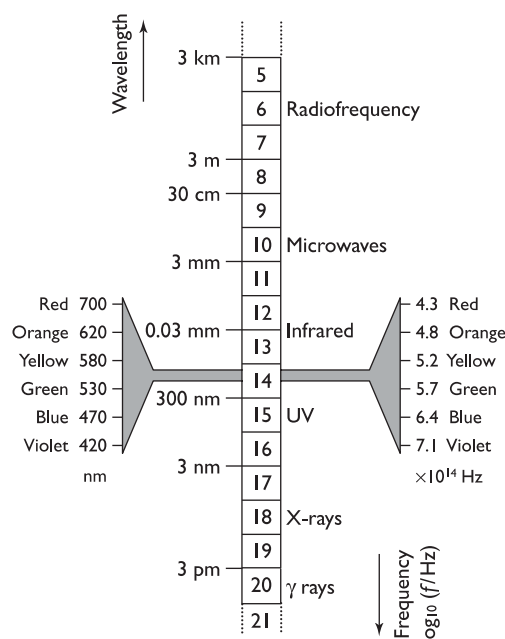 Wavelength
3 km
5
6 Radiofrequency
7
3 m
8
30 cm
9
10 Microwaves
3 mm
11
12
0.03 mm Infrared
13
14
300 nm
15 UV
16
3 nm
17
18 X-rays
19
3 pm
20 γ rays
21
Red 700
Orange 620
Yellow 580
Green 530
Blue 470
Violet 420
nm
4.3 Red
4.8 Orange
5.2 Yellow
5.7 Green
6.4 Blue
7.1 Violet
×10¹⁴ Hz
Frequency
og₁₀ (f/Hz)